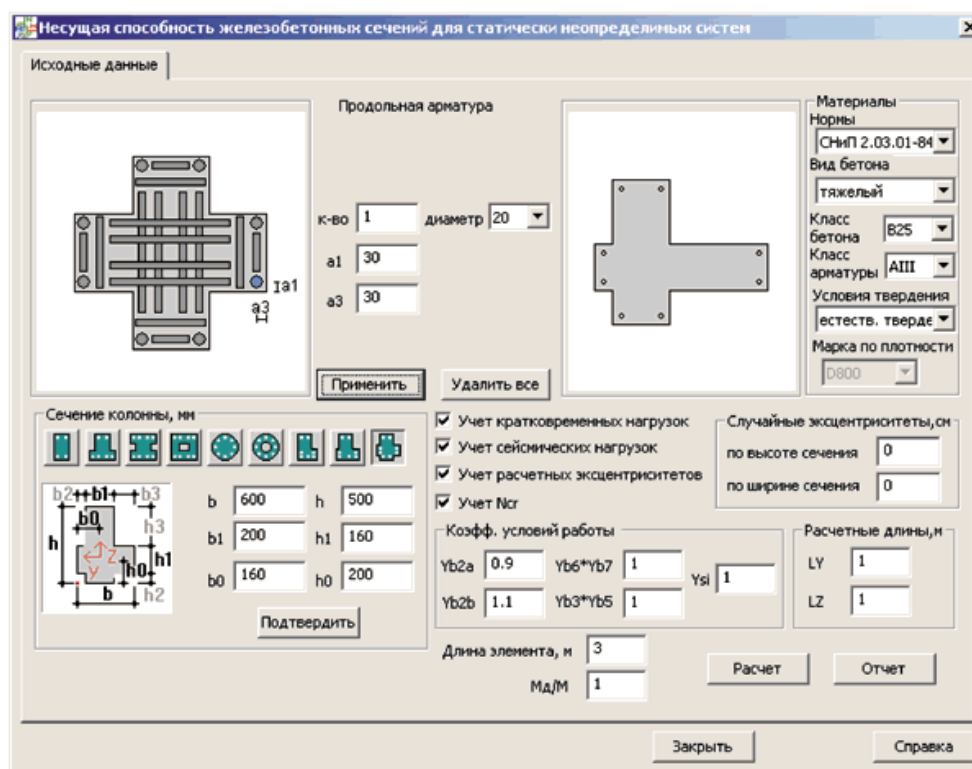 Несущая способность железобетонных сечений для статически неопределимых систем
Исходные данные
a1
a3
Продольная арматура
к-во 1 диаметр 20
a1 30
a3 30
Применить Удалить все
Материалы
Нормы
СНиП 2.03.01-84
Вид бетона
тяжелый
Класс бетона B25
Класс арматуры AIII
Условия твердения
естеств. тверде
Марка по плотности
D800
Сечение колонны, мм
b2 b1 b3
b0 h3
h Z h1
Y h0
b h2
b 600 h 500
b1 200 h1 160
b0 160 h0 200
Подтвердить
Учет кратковременных нагрузок
Учет сейсмических нагрузок
Учет расчетных эксцентриситетов
Учет Ncr
Случайные эксцентриситеты,см
по высоте сечения 0
по ширине сечения 0
Коэфф. условий работы
Yb2a 0.9 Yb6*Yb7 1
Ysi 1
Yb2b 1.1 Yb3*Yb5 1
Расчетные длины,м
LY 1
LZ 1
Длина элемента, м 3
Мд/М 1
Расчет Отчет
Закрыть Справка